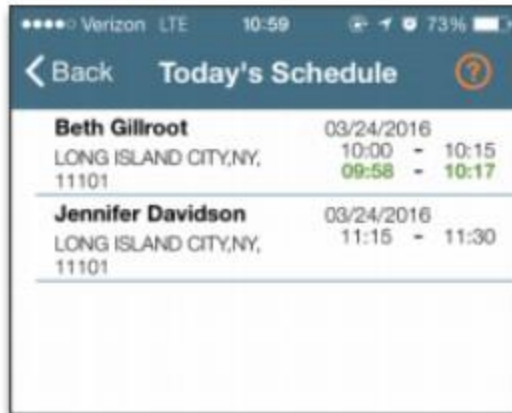 Verizon LTE 10:59 73%
Back Today's Schedule ?
Beth Gillroot 03/24/2016
LONG ISLAND CITY,NY, 10:00 - 10:15
11101 09:58 - 10:17
Jennifer Davidson 03/24/2016
LONG ISLAND CITY,NY, 11:15 - 11:30
11101